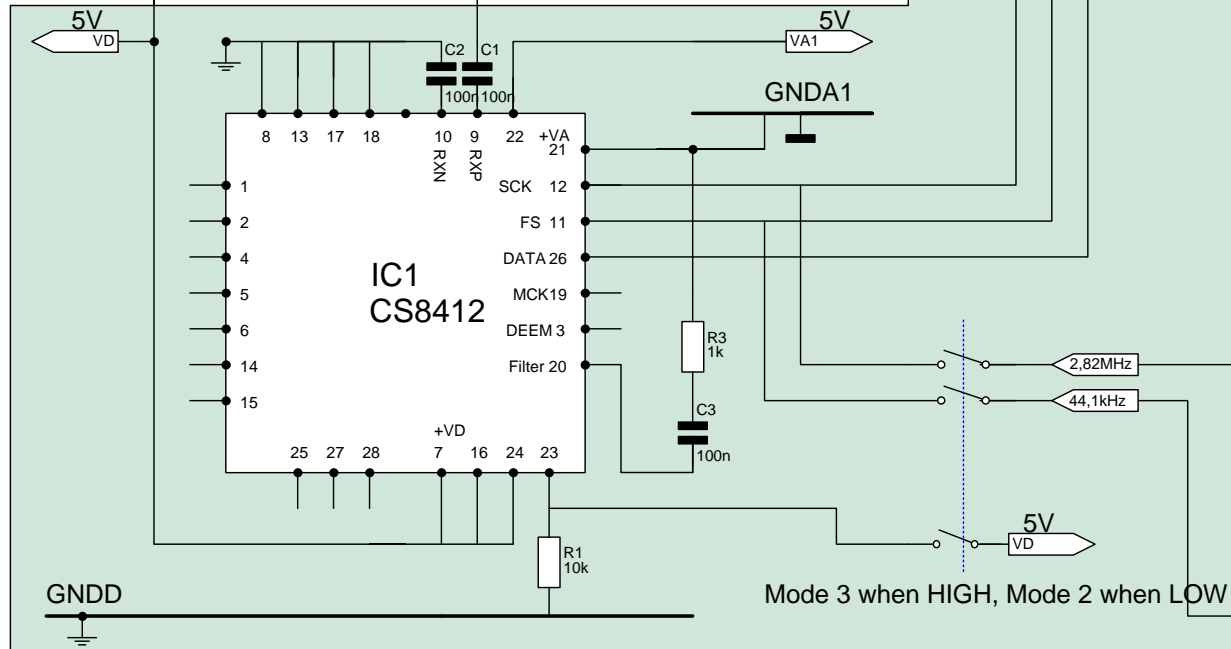 5V
VD
5V
VA1
C2
C1
100n
100n
GNDA1
8
13
17
18
10
9
22
+VA
21
RXN
RXP
SCK 12
FS 11
DATA 26
MCK 19
DEEM 3
Filter 20
1
2
4
5
6
14
15
IC1
CS8412
R3
1k
C3
100n
2,82MHz
44,1kHz
+VD
25
27
28
7
16
24
23
R1
10k
5V
VD
GNDD
Mode 3 when HIGH, Mode 2 when LOW